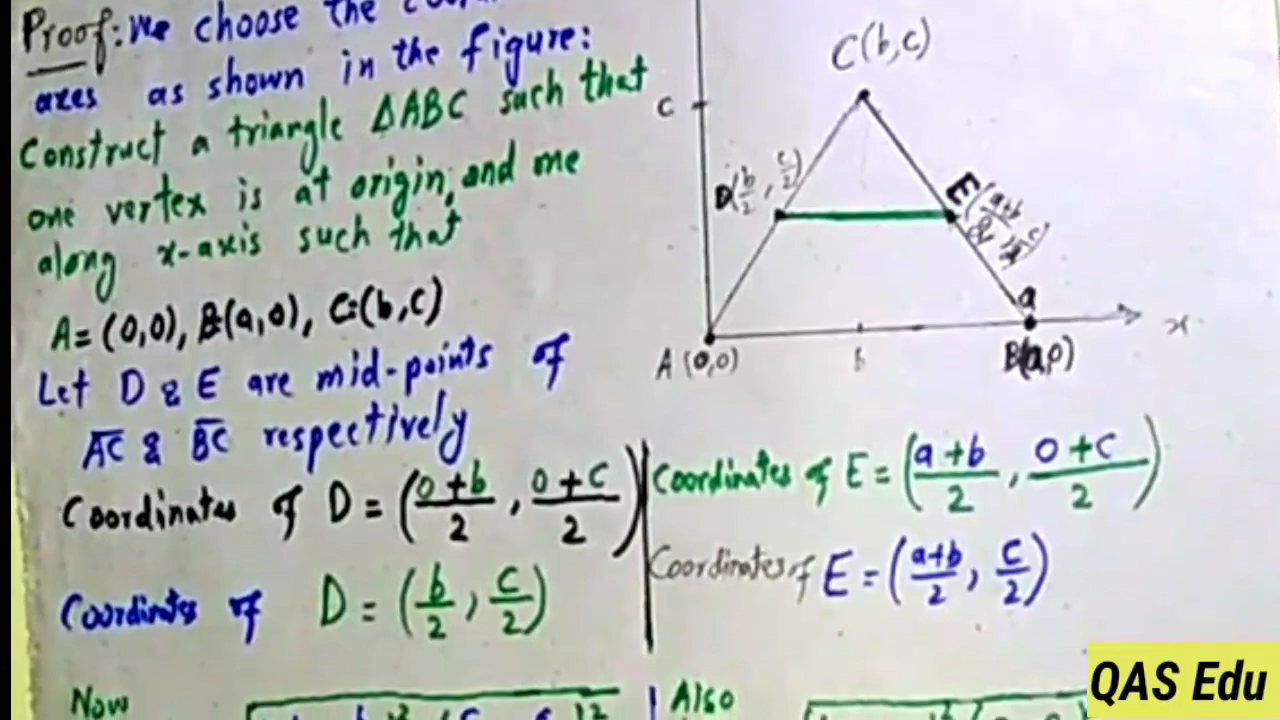 Proof: we choose the
axes as shown in the figure:
Construct a triangle ΔABC such that
one vertex is at origin, and one
along x-axis such that
A = (0,0), B=(a,0), C=(b,c)
Let D & E are mid-points of
AC & BC respectively
Coordinates of D = (0+b/2, 0+c/2)
Coordinates of D = (b/2, c/2)
Now
C(b,c)
c
D(b/2, c/2)
E(a+b/2, c/2)
a
x
A(0,0)
b
B(a,0)
Coordinates of E = (a+b/2, 0+c/2)
Coordinates of E = (a+b/2, c/2)
Also
QAS Edu